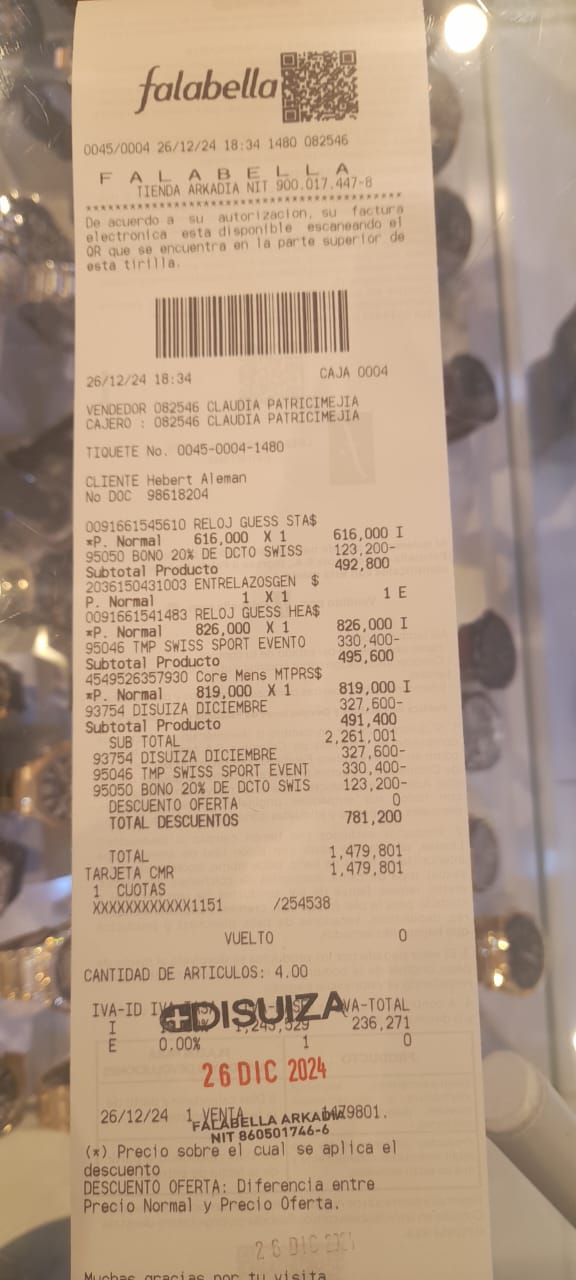 falabella
0045/0004 26/12/24 18:34 1480 082546
F A L A B E L L A
TIENDA ARKADIA NIT 900.017.447-8
****************************************
De acuerdo a su autorizacion, su factura
electronica esta disponible escaneando el
QR que se encuentra en la parte superior de
esta tirilla.
26/12/24 18:34 CAJA 0004
VENDEDOR 082546 CLAUDIA PATRICIMEJIA
CAJERO : 082546 CLAUDIA PATRICIMEJIA
TIQUETE No. 0045-0004-1480
CLIENTE Hebert Aleman
No DOC 98618204
0091661545610 RELOJ GUESS STA$
*P. Normal 616,000 X 1 616,000 I
95050 BONO 20% DE DCTO SWISS 123,200-
Subtotal Producto 492,800
2036150431003 ENTRELAZOSGEN $
P. Normal 1 X 1 1 E
0091661541483 RELOJ GUESS HEA$
*P. Normal 826,000 X 1 826,000 I
95046 TMP SWISS SPORT EVENTO 330,400-
Subtotal Producto 495,600
4549526357930 Core Mens MTPRS$
*P. Normal 819,000 X 1 819,000 I
93754 DISUIZA DICIEMBRE 327,600-
Subtotal Producto 491,400
SUB TOTAL 2,261,001
93754 DISUIZA DICIEMBRE 327,600-
95046 TMP SWISS SPORT EVENT 330,400-
95050 BONO 20% DE DCTO SWIS 123,200-
DESCUENTO OFERTA 0
TOTAL DESCUENTOS 781,200
TOTAL 1,479,801
TARJETA CMR 1,479,801
1 CUOTAS
XXXXXXXXXXXX1151 /254538
VUELTO 0
CANTIDAD DE ARTICULOS: 4.00
IVA-ID IVA-TOTAL
DISUIZA
I 1,243,529 236,271
E 0.00% 1 0
26 DIC 2024
26/12/24 1 VENTA 1479801.
FALABELLA ARKADIA
NIT 860501746-6
(*) Precio sobre el cual se aplica el
descuento
DESCUENTO OFERTA: Diferencia entre
Precio Normal y Precio Oferta.
26 DIC
Muchas gracias por tu visita